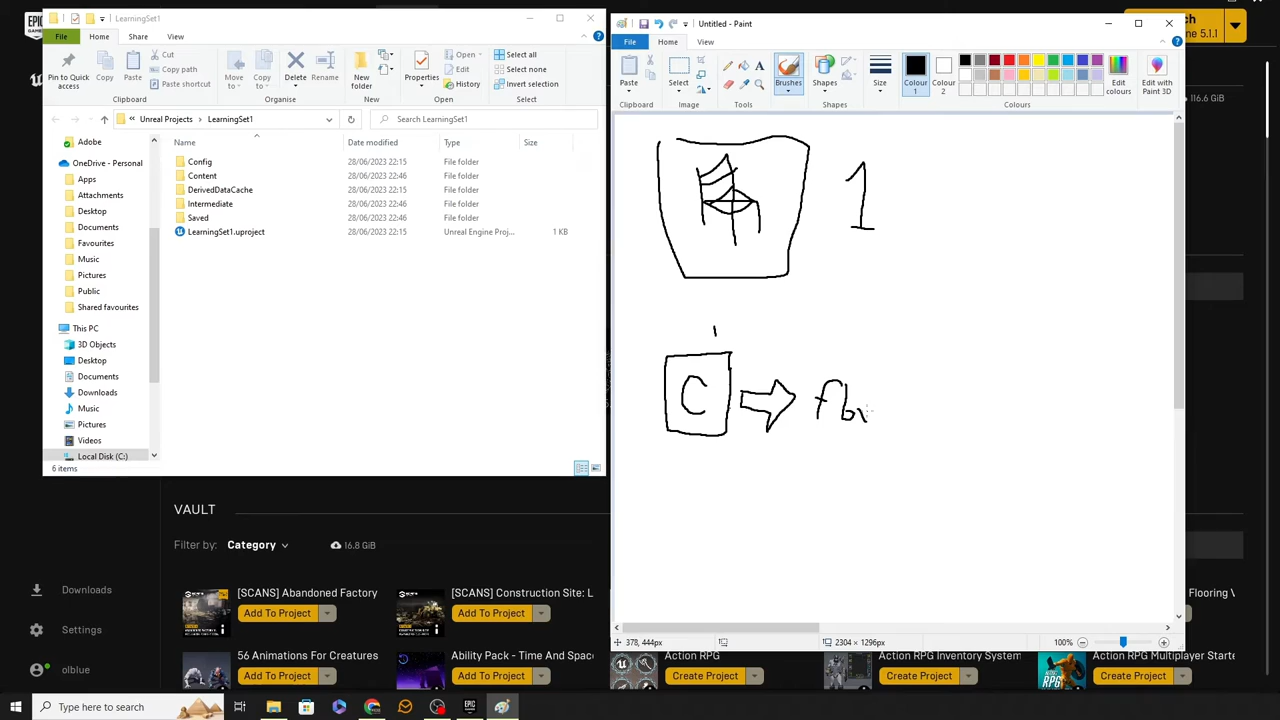 LearningSet1
File
Home
Share
View
Pin to Quick access
Copy
Paste
Cut
Copy path
Paste shortcut
Move to
Copy to
Delete
Rename
New folder
Properties
Open
Edit
History
Select all
Select none
Invert selection
Clipboard
Organise
New
Open
Select
Unreal Projects > LearningSet1
Search LearningSet1
Name
Date modified
Type
Size
Config 28/06/2023 22:15 File folder
Content 28/06/2023 22:46 File folder
DerivedDataCache 28/06/2023 22:15 File folder
Intermediate 28/06/2023 22:46 File folder
Saved 28/06/2023 22:46 File folder
LearningSet1.uproject 28/06/2023 22:15 Unreal Engine Proj... 1 KB
Adobe
OneDrive - Personal
Apps
Attachments
Desktop
Documents
Favourites
Music
Pictures
Public
Shared favourites
This PC
3D Objects
Desktop
Documents
Downloads
Music
Pictures
Videos
Local Disk (C:)
6 items
Untitled - Paint
File
Home
View
Paste
Select
Brushes
Shapes
Size
Colour 1
Colour 2
Edit colours
Edit with Paint 3D
Clipboard
Image
Tools
Shapes
Colours
1
C
378, 444px
2304 × 1296px
100%
EPIC
5.1.1
116.6 GiB
VAULT
Filter by: Category
16.8 GiB
Downloads
Settings
olblue
[SCANS] Abandoned Factory
Add To Project
[SCANS] Construction Site: L
Add To Project
56 Animations For Creatures
Add To Project
Ability Pack - Time And Space
Add To Project
Action RPG
Create Project
Action RPG Inventory System
Create Project
Action RPG Multiplayer Starte
Create Project
Flooring V
Type here to search